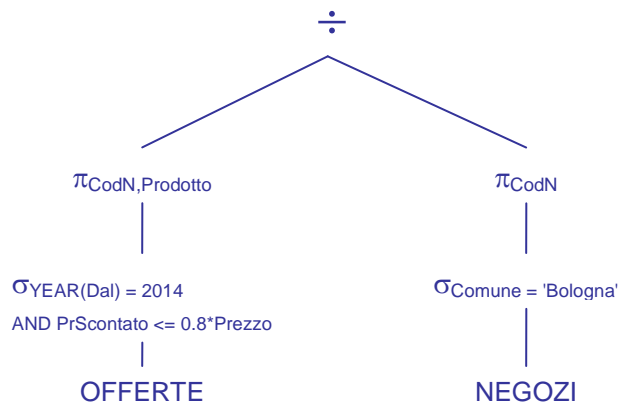 ÷
πCodN,Prodotto πCodN
σYEAR(Dal) = 2014 σComune = 'Bologna'
AND PrScontato <= 0.8*Prezzo
OFFERTE NEGOZI